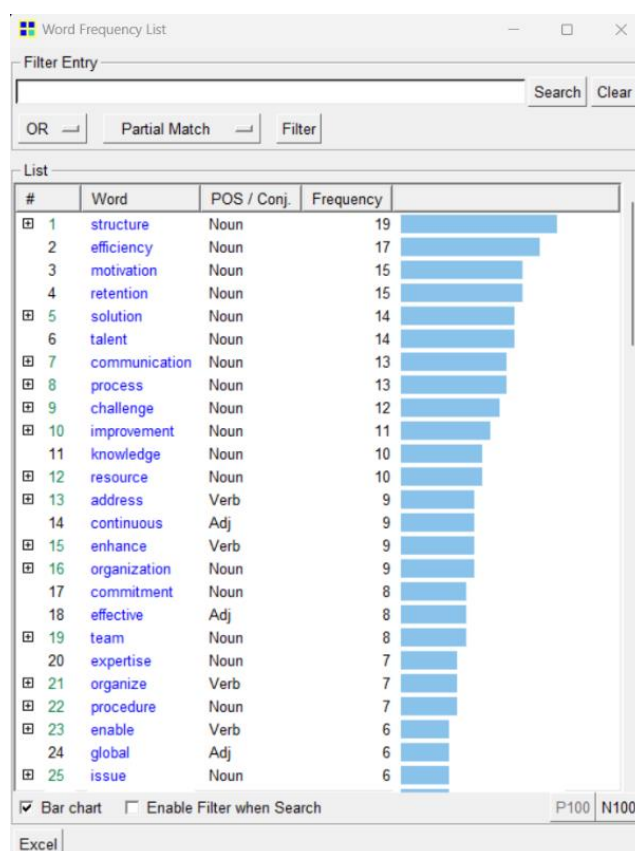 Word Frequency List
Filter Entry
Search Clear
OR Partial Match Filter
List
# Word POS / Conj. Frequency
1 structure Noun 19
2 efficiency Noun 17
3 motivation Noun 15
4 retention Noun 15
5 solution Noun 14
6 talent Noun 14
7 communication Noun 13
8 process Noun 13
9 challenge Noun 12
10 improvement Noun 11
11 knowledge Noun 10
12 resource Noun 10
13 address Verb 9
14 continuous Adj 9
15 enhance Verb 9
16 organization Noun 9
17 commitment Noun 8
18 effective Adj 8
19 team Noun 8
20 expertise Noun 7
21 organize Verb 7
22 procedure Noun 7
23 enable Verb 6
24 global Adj 6
25 issue Noun 6
Bar chart Enable Filter when Search P100 N100
Excel